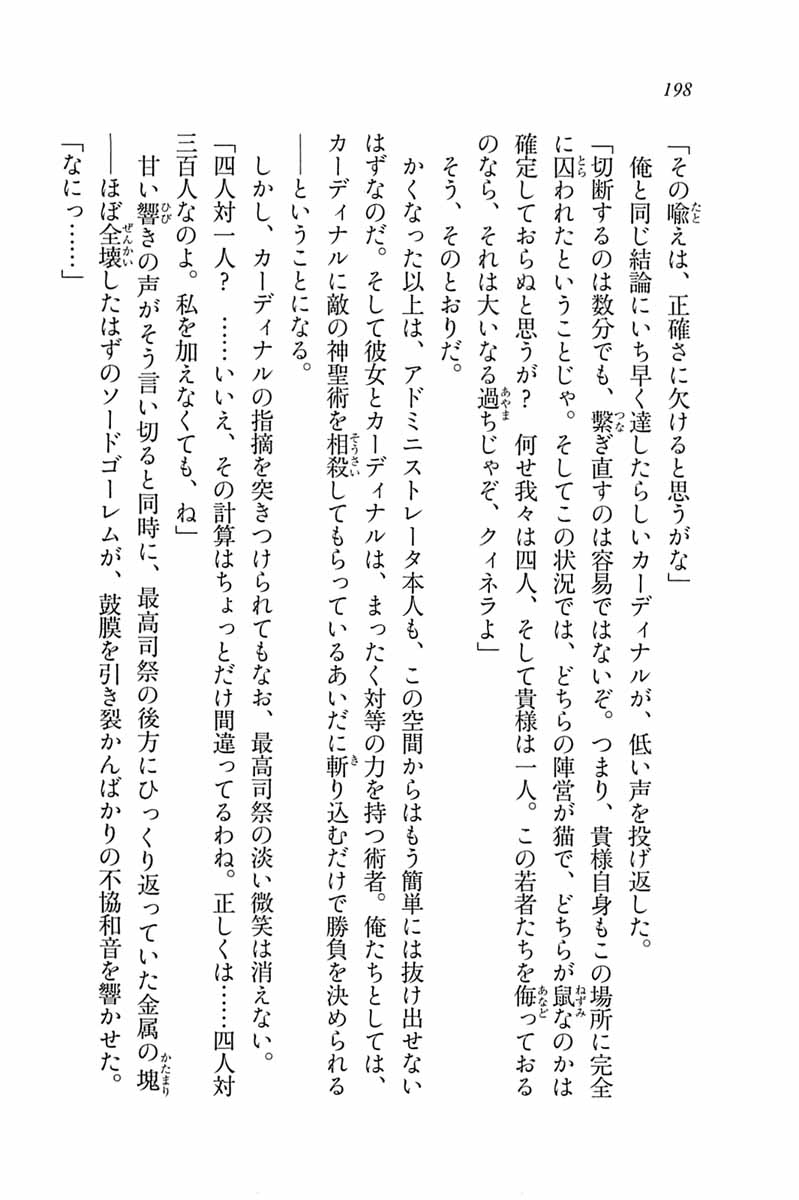 198
「その喩えは、正確さに欠けると思うがな」
俺と同じ結論にいち早く達したらしいカーディナルが、低い声を投げ返した。
「切断するのは数分でも、繋ぎ直すのは容易ではないぞ。つまり、貴様自身もこの場所に完全
に囚われたということじゃ。そしてこの状況では、どちらの陣営が猫で、どちらが鼠なのかは
確定しておらぬと思うが？　何せ我々は四人、そして貴様は一人。この若者たちを侮っておる
のなら、それは大いなる過ちじゃぞ、クィネラよ」
そう、そのとおりだ。
かくなった以上は、アドミニストレータ本人も、この空間からはもう簡単には抜け出せない
はずなのだ。そして彼女とカーディナルは、まったく対等の力を持つ術者。俺たちとしては、
カーディナルに敵の神聖術を相殺してもらっているあいだに斬り込むだけで勝負を決められる
――ということになる。
しかし、カーディナルの指摘を突きつけられてもなお、最高司祭の淡い微笑は消えない。
「四人対一人？　……いいえ、その計算はちょっとだけ間違ってるわね。正しくは……四人対
三百人なのよ。私を加えなくても、ね」
甘い響きの声がそう言い切ると同時に、最高司祭の後方にひっくり返っていた金属の塊
――ほぼ全壊したはずのソードゴーレムが、鼓膜を引き裂かんばかりの不協和音を響かせた。
「なにっ……」